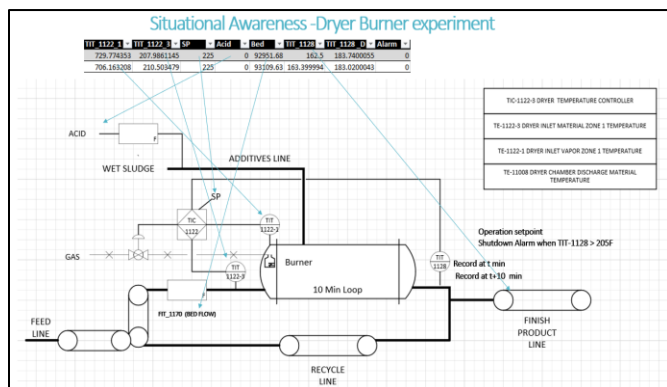 Situational Awareness -Dryer Burner experiment
TIT_1122_1 TIT_1122_3 SP Acid Bed TIT_1128 TIT_1128_D Alarm
729.774353 207.9861145 225 0 92951.68 162.5 183.7400055 0
706.163208 210.503479 225 0 93109.63 163.399994 183.0200043 0
TIC-1122-3 DRYER TEMPERATURE CONTROLLER
TE-1122-3 DRYER INLET MATERIAL ZONE 1 TEMPERATURE
TE-1122-1 DRYER INLET VAPOR ZONE 1 TEMPERATURE
TE-11008 DRYER CHAMBER DISCHARGE MATERIAL
TEMPERATURE
ACID
F
WET SLUDGE
ADDITIVES LINE
SP
TIC
1122
TIT
1122-1
GAS
TIT
1122-3
Burner
10 Min Loop
TIT
1128
Operation setpoint
Shutdown Alarm when TIT-1128 > 205F
Record at t min
Record at t+10 min
FIT_1170 (BED FLOW)
FEED
LINE
RECYCLE
LINE
FINISH
PRODUCT
LINE